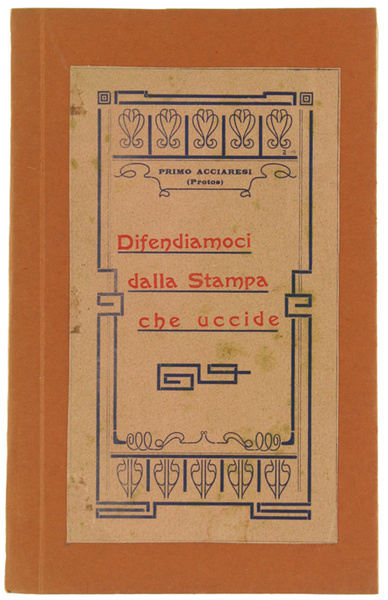 PRIMO ACCIARESI
(Protos)
Difendiamoci
dalla Stampa
che uccide